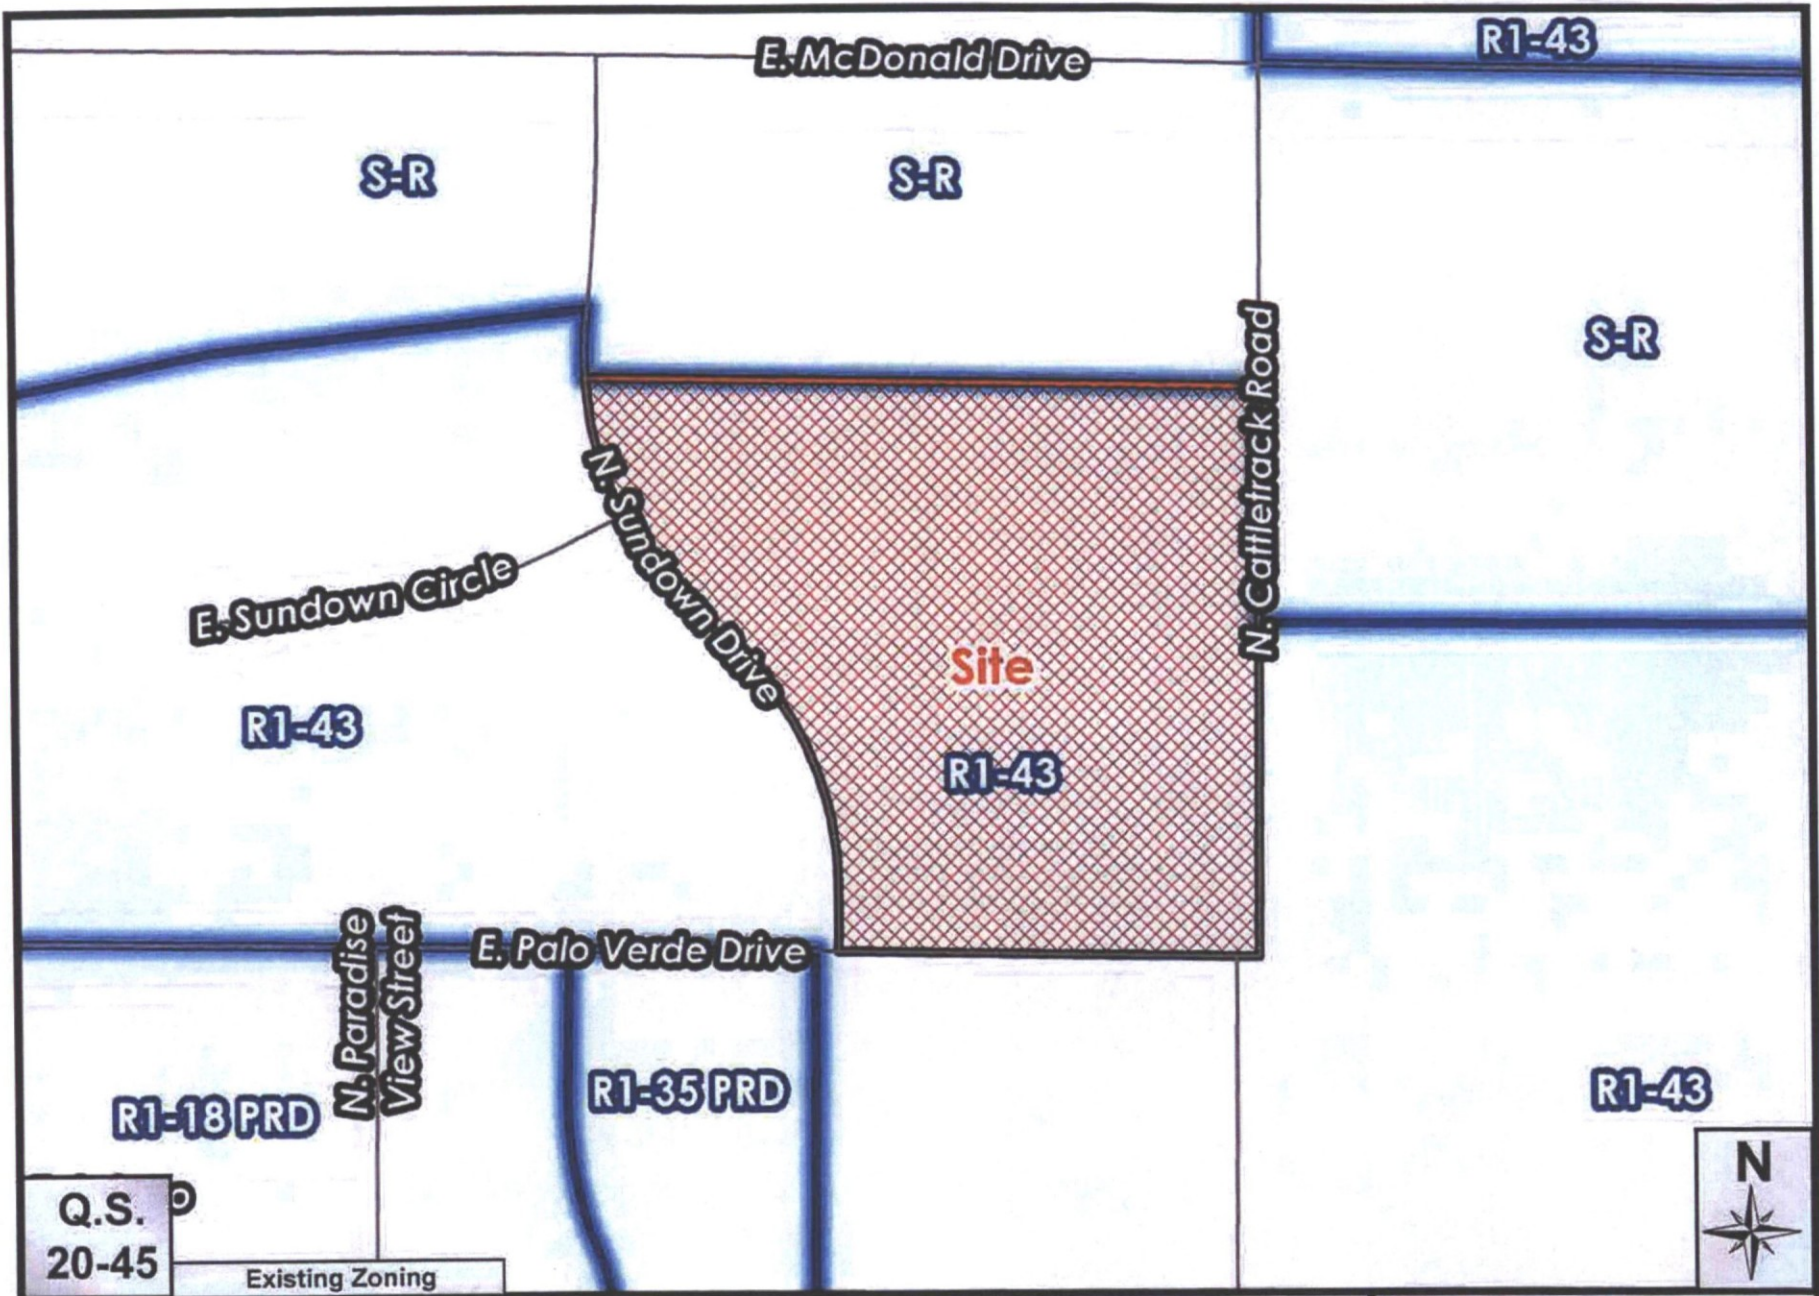 R1-43
E. McDonald Drive
S-R
S-R
S-R
N. Cattletrack Road
N. Sundown Drive
E. Sundown Circle
Site
R1-43
R1-43
E. Palo Verde Drive
N. Paradise
View Street
R1-18 PRD
R1-35 PRD
R1-43
N
Q.S.
20-45
Existing Zoning